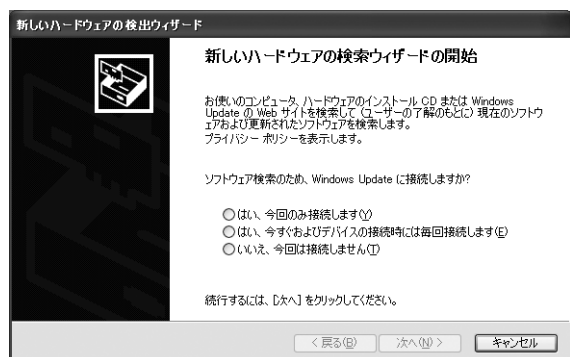 新しいハードウェアの検出ウィザード
新しいハードウェアの検索ウィザードの開始
お使いのコンピュータ、ハードウェアのインストール CD または Windows
Update の Web サイトを検索して (ユーザーの了解のもとに) 現在のソフトウ
ェアおよび更新されたソフトウェアを検索します。
プライバシー ポリシーを表示します。
ソフトウェア検索のため、Windows Update に接続しますか?
はい、今回のみ接続します(Y)
はい、今すぐおよびデバイスの接続時には毎回接続します(E)
いいえ、今回は接続しません(T)
続行するには、[次へ] をクリックしてください。
< 戻る(B) 次へ(N) > キャンセル